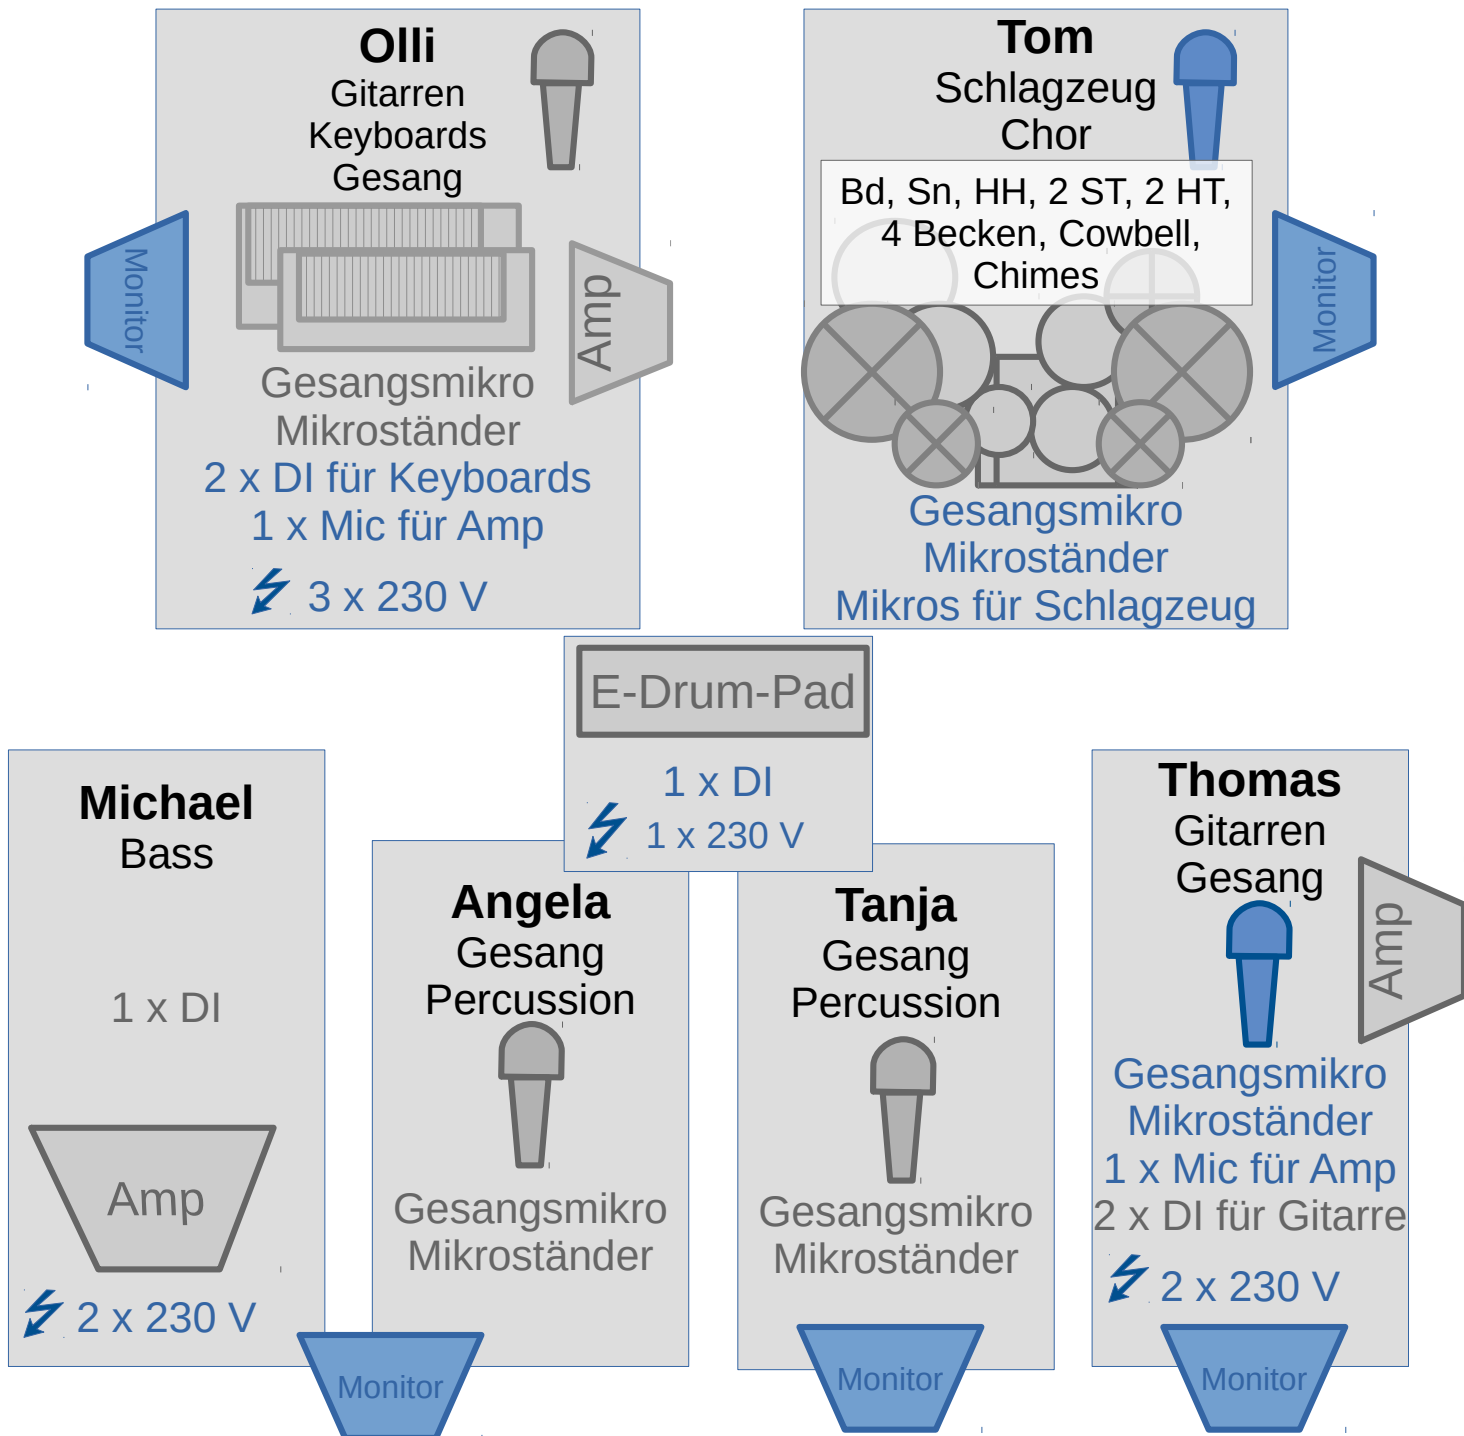 Olli
Gitarren
Keyboards
Gesang
Monitor
Amp
Gesangsmikro
Mikroständer
2 x DI für Keyboards
1 x Mic für Amp
3 x 230 V
Tom
Schlagzeug
Chor
Bd, Sn, HH, 2 ST, 2 HT,
4 Becken, Cowbell,
Chimes
Monitor
Gesangsmikro
Mikroständer
Mikros für Schlagzeug
E-Drum-Pad
1 x DI
1 x 230 V
Michael
Bass
1 x DI
Amp
2 x 230 V
Monitor
Angela
Gesang
Percussion
Gesangsmikro
Mikroständer
Tanja
Gesang
Percussion
Gesangsmikro
Mikroständer
Monitor
Thomas
Gitarren
Gesang
Amp
Gesangsmikro
Mikroständer
1 x Mic für Amp
2 x DI für Gitarre
2 x 230 V
Monitor